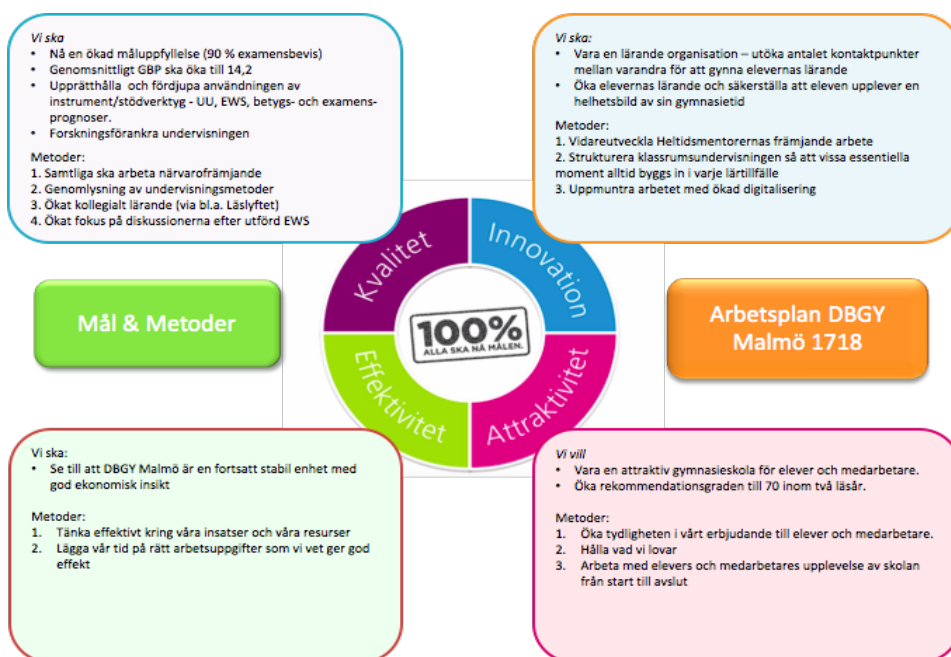 Vi ska
• Nå en ökad måluppfyllelse (90 % examensbevis)
• Genomsnittligt GBP ska öka till 14,2
• Upprätthålla och fördjupa användningen av
instrument/stödverktyg - UU, EWS, betygs- och examens-
prognoser.
• Forskningsförankra undervisningen
Metoder:
1. Samtliga ska arbeta närvarofrämjande
2. Genomlysning av undervisningsmetoder
3. Ökat kollegialt lärande (via bl.a. Läslyftet)
4. Ökat fokus på diskussionerna efter utförd EWS
Vi ska:
• Vara en lärande organisation – utöka antalet kontaktpunkter
mellan varandra för att gynna elevernas lärande
• Öka elevernas lärande och säkerställa att eleven upplever en
helhetsbild av sin gymnasietid
Metoder:
1. Vidareutveckla Heltidsmentorernas främjande arbete
2. Strukturera klassrumsundervisningen så att vissa essentiella
moment alltid byggs in i varje lärtillfälle
3. Uppmuntra arbetet med ökad digitalisering
Mål & Metoder
Kvalitet
Innovation
100%
ALLA SKA NÅ MÅLEN.
Effektivitet
Attraktivitet
Arbetsplan DBGY
Malmö 1718
Vi ska:
• Se till att DBGY Malmö är en fortsatt stabil enhet med
god ekonomisk insikt
Metoder:
1. Tänka effektivt kring våra insatser och våra resurser
2. Lägga vår tid på rätt arbetsuppgifter som vi vet ger god
effekt
Vi vill
• Vara en attraktiv gymnasieskola för elever och medarbetare.
• Öka rekommendationsgraden till 70 inom två läsår.
Metoder:
1. Öka tydligheten i vårt erbjudande till elever och medarbetare.
2. Hålla vad vi lovar
3. Arbeta med elevers och medarbetares upplevelse av skolan
från start till avslut